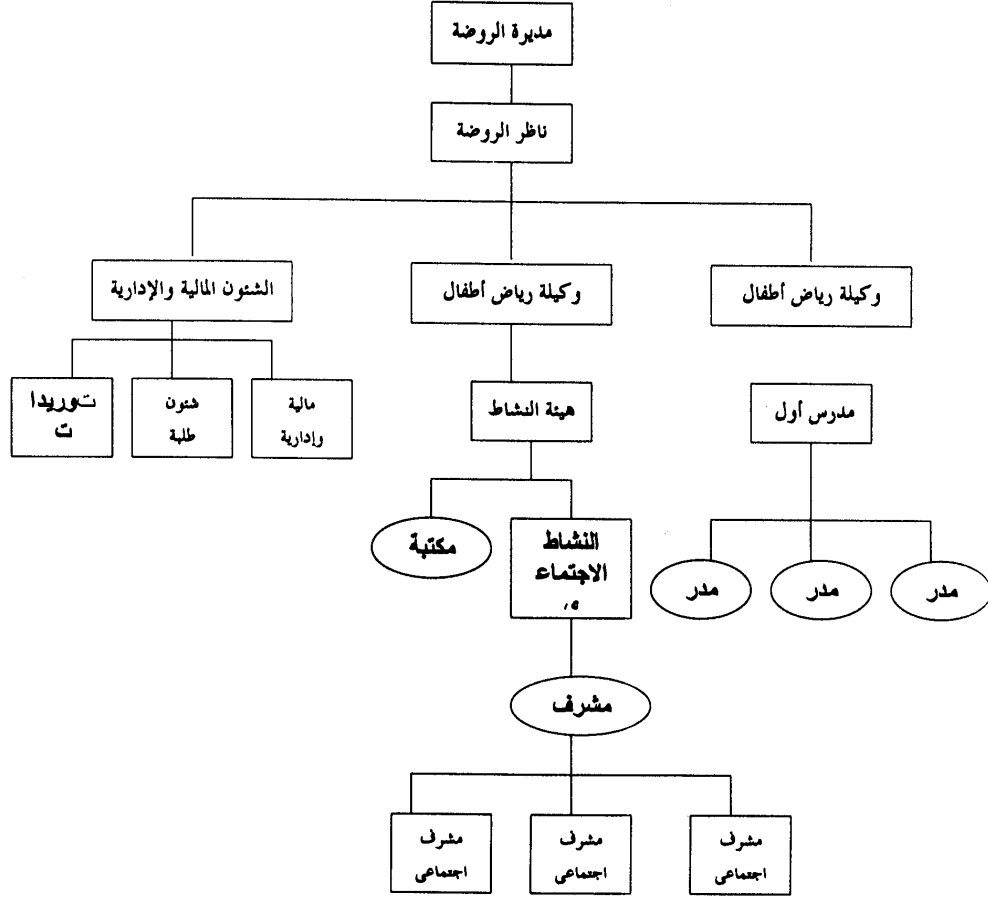 مديرة الروضة
ناظر الروضة
وكيلة رياض أطفال
وكيلة رياض أطفال
الشئون المالية والإدارية
مدرس أول
هيئة النشاط
مالية
وإدارية
شئون
طلبة
توريدا
ت
مدر
مدر
مدر
النشاط
الاجتماع
مكتبة
مشرف
مشرف
اجتماعى
مشرف
اجتماعى
مشرف
اجتماعى